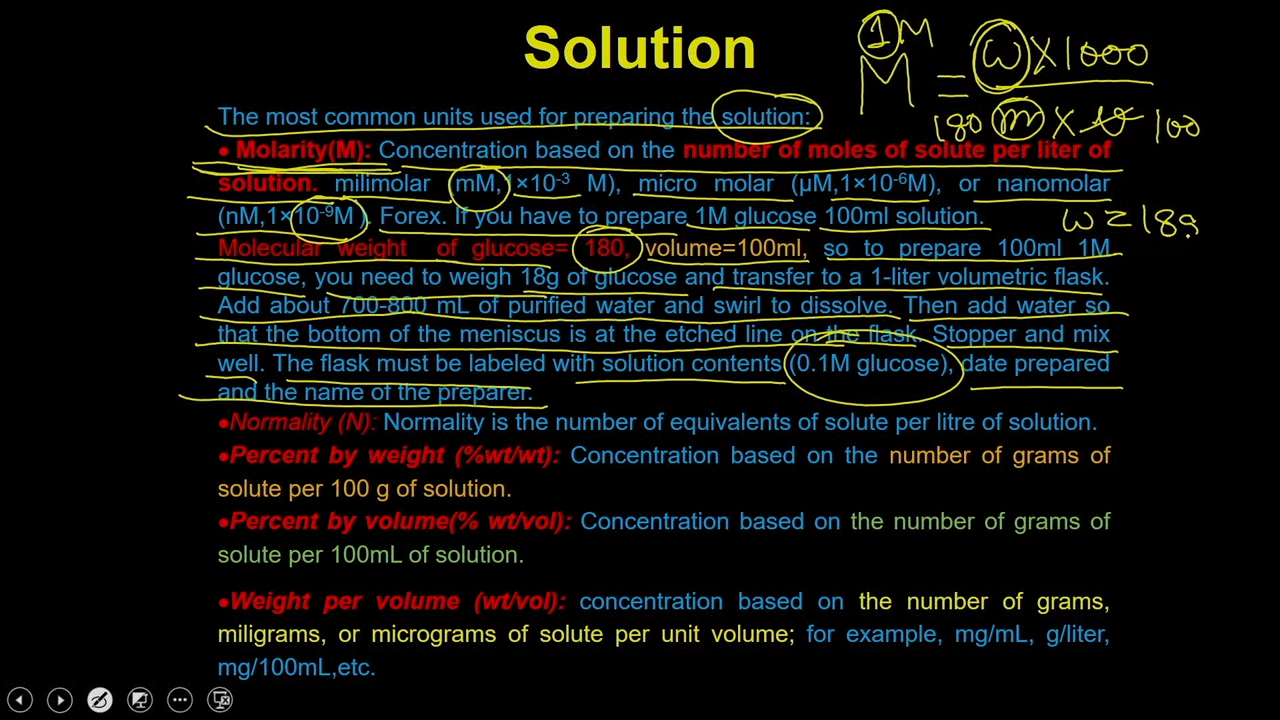 Solution
1M
M = W X 1000
180 m X v 100
The most common units used for preparing the solution:
• Molarity(M): Concentration based on the number of moles of solute per liter of
solution. milimolar mM,1×10-3 M), micro molar (µM,1×10-6M), or nanomolar
(nM,1×10-9M ). Forex. If you have to prepare 1M glucose 100ml solution.
W = 18g
Molecular weight of glucose= 180, volume=100ml, so to prepare 100ml 1M
glucose, you need to weigh 18g of glucose and transfer to a 1-liter volumetric flask.
Add about 700-800 mL of purified water and swirl to dissolve. Then add water so
that the bottom of the meniscus is at the etched line on the flask. Stopper and mix
well. The flask must be labeled with solution contents (0.1M glucose), date prepared
and the name of the preparer.
•Normality (N): Normality is the number of equivalents of solute per litre of solution.
•Percent by weight (%wt/wt): Concentration based on the number of grams of
solute per 100 g of solution.
•Percent by volume(% wt/vol): Concentration based on the number of grams of
solute per 100mL of solution.
•Weight per volume (wt/vol): concentration based on the number of grams,
miligrams, or micrograms of solute per unit volume; for example, mg/mL, g/liter,
mg/100mL,etc.